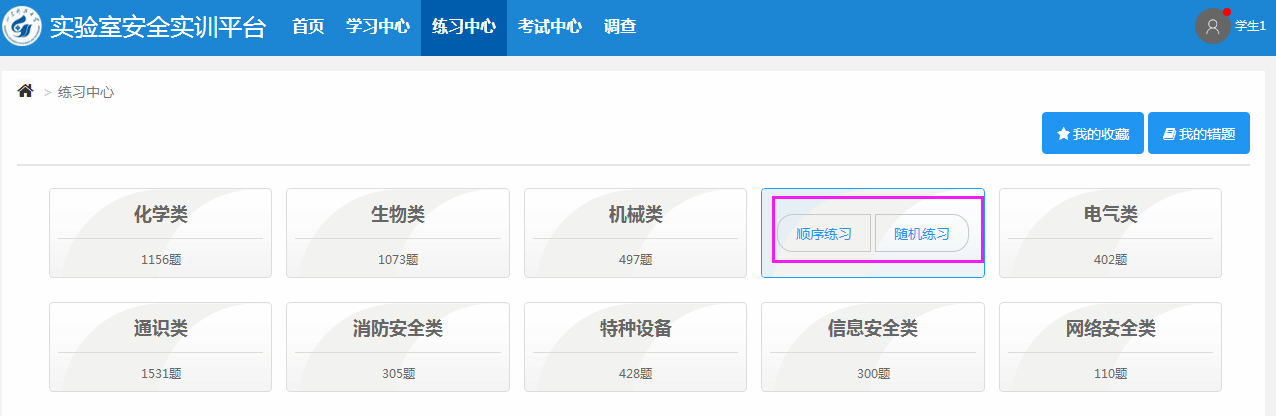 实验室安全实训平台 首页 学习中心 练习中心 考试中心 调查 学生1
> 练习中心
我的收藏 我的错题
化学类 生物类 机械类 电气类
顺序练习 随机练习
1156题 1073题 497题 402题
通识类 消防安全类 特种设备 信息安全类 网络安全类
1531题 305题 428题 300题 110题